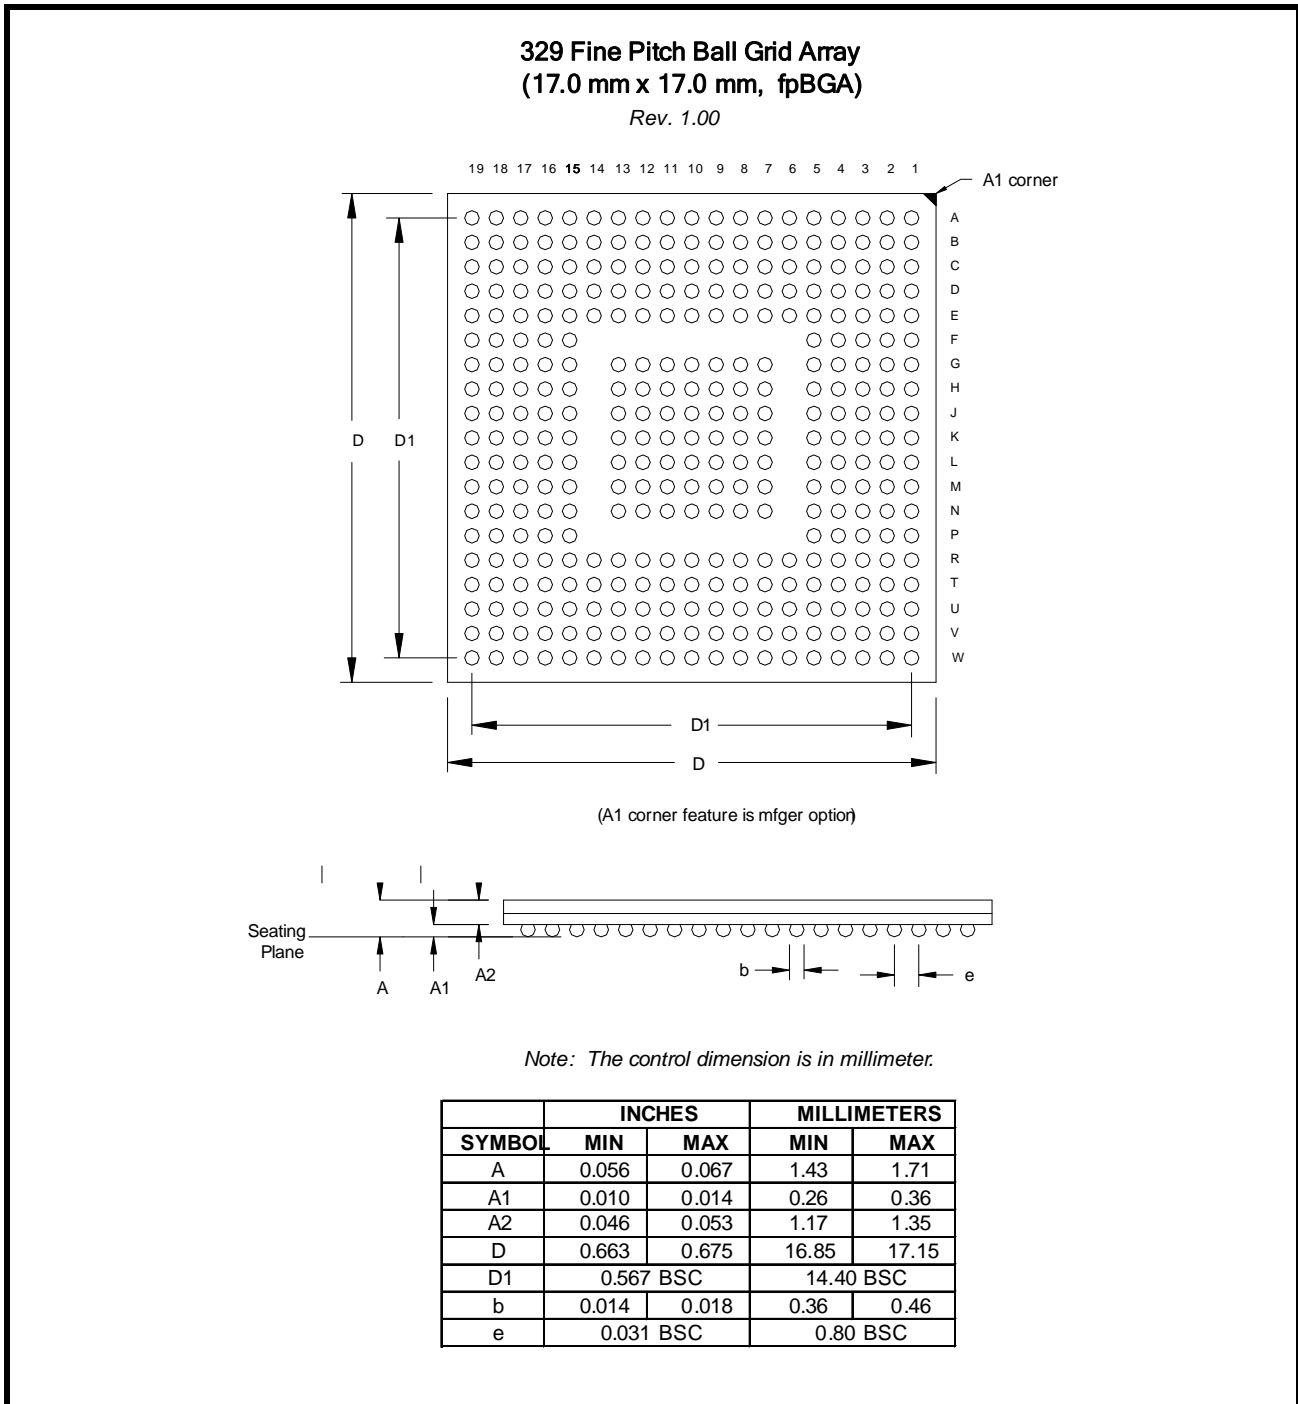 329 Fine Pitch Ball Grid Array
(17.0 mm x 17.0 mm, fpBGA)
Rev. 1.00
19 18 17 16 15 14 13 12 11 10 9 8 7 6 5 4 3 2 1
A1 corner
A
B
C
D
E
F
G
H
J
K
L
M
N
P
R
T
U
V
W
D
D1
D1
D
(A1 corner feature is mfger option)
Seating
Plane
A
A1
A2
b
e
Note: The control dimension is in millimeter.
INCHES MILLIMETERS
SYMBOL MIN MAX MIN MAX
A 0.056 0.067 1.43 1.71
A1 0.010 0.014 0.26 0.36
A2 0.046 0.053 1.17 1.35
D 0.663 0.675 16.85 17.15
D1 0.567 BSC 14.40 BSC
b 0.014 0.018 0.36 0.46
e 0.031 BSC 0.80 BSC